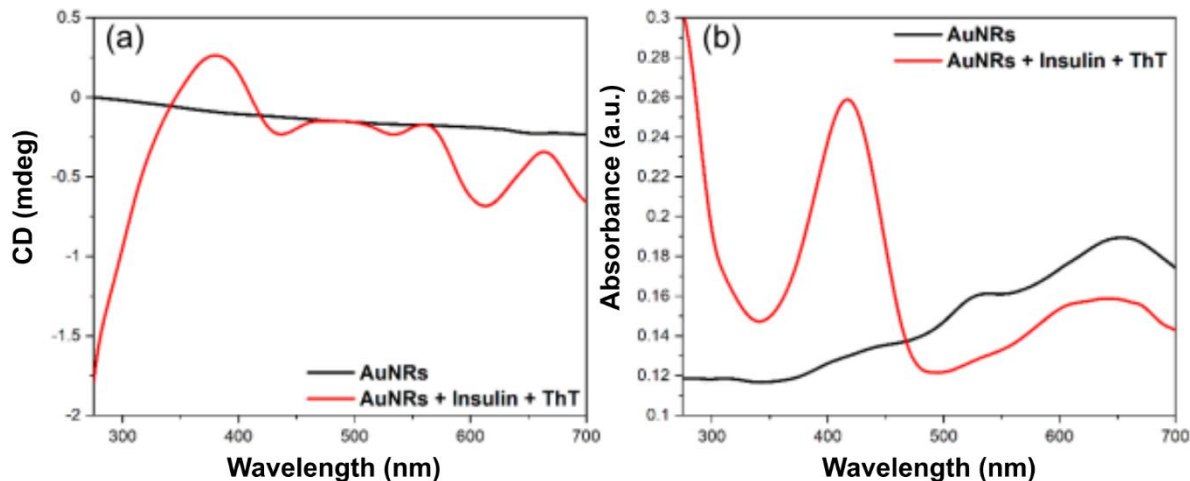 (a)
AuNRs
AuNRs + Insulin + ThT
CD (mdeg)
0.5
0
-0.5
-1
-1.5
-2
300
400
500
600
700
Wavelength (nm)
(b)
AuNRs
AuNRs + Insulin + ThT
Absorbance (a.u.)
0.3
0.28
0.26
0.24
0.22
0.2
0.18
0.16
0.14
0.12
0.1
300
400
500
600
700
Wavelength (nm)